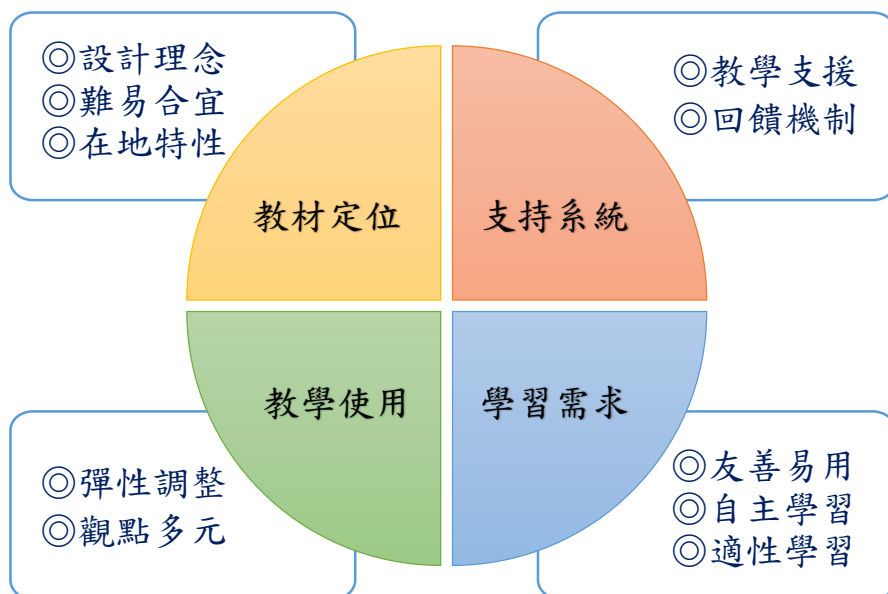 ◎設計理念
◎難易合宜
◎在地特性
教材定位
◎教學支援
◎回饋機制
支持系統
教學使用
◎彈性調整
◎觀點多元
學習需求
◎友善易用
◎自主學習
◎適性學習